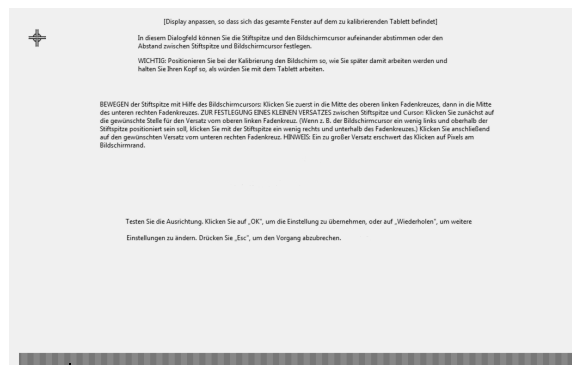 [Display anpassen, so dass sich das gesamte Fenster auf dem zu kalibrierenden Tablett befindet]
In diesem Dialogfeld können Sie die Stiftspitze und den Bildschirmcursor aufeinander abstimmen oder den
Abstand zwischen Stiftspitze und Bildschirmcursor festlegen.
WICHTIG: Positionieren Sie bei der Kalibrierung den Bildschirm so, wie Sie später damit arbeiten werden und
halten Sie Ihren Kopf so, als würden Sie mit dem Tablett arbeiten.
BEWEGEN der Stiftspitze mit Hilfe des Bildschirmcursors: Klicken Sie zuerst in die Mitte des oberen linken Fadenkreuzes, dann in die Mitte
des unteren rechten Fadenkreuzes. ZUR FESTLEGUNG EINES KLEINEN VERSATZES zwischen Stiftspitze und Cursor: Klicken Sie zunächst auf
die gewünschte Stelle für den Versatz vom oberen linken Fadenkreuz. (Wenn z. B. der Bildschirmcursor ein wenig links und oberhalb der
Stiftspitze positioniert sein soll, klicken Sie mit der Stiftspitze ein wenig rechts und unterhalb des Fadenkreuzes.) Klicken Sie anschließend
auf den gewünschten Versatz vom unteren rechten Fadenkreuz. HINWEIS: Ein zu großer Versatz erschwert das Klicken auf Pixels am
Bildschirmrand.
Testen Sie die Ausrichtung. Klicken Sie auf „OK", um die Einstellung zu übernehmen, oder auf „Wiederholen", um weitere
Einstellungen zu ändern. Drücken Sie „Esc", um den Vorgang abzubrechen.